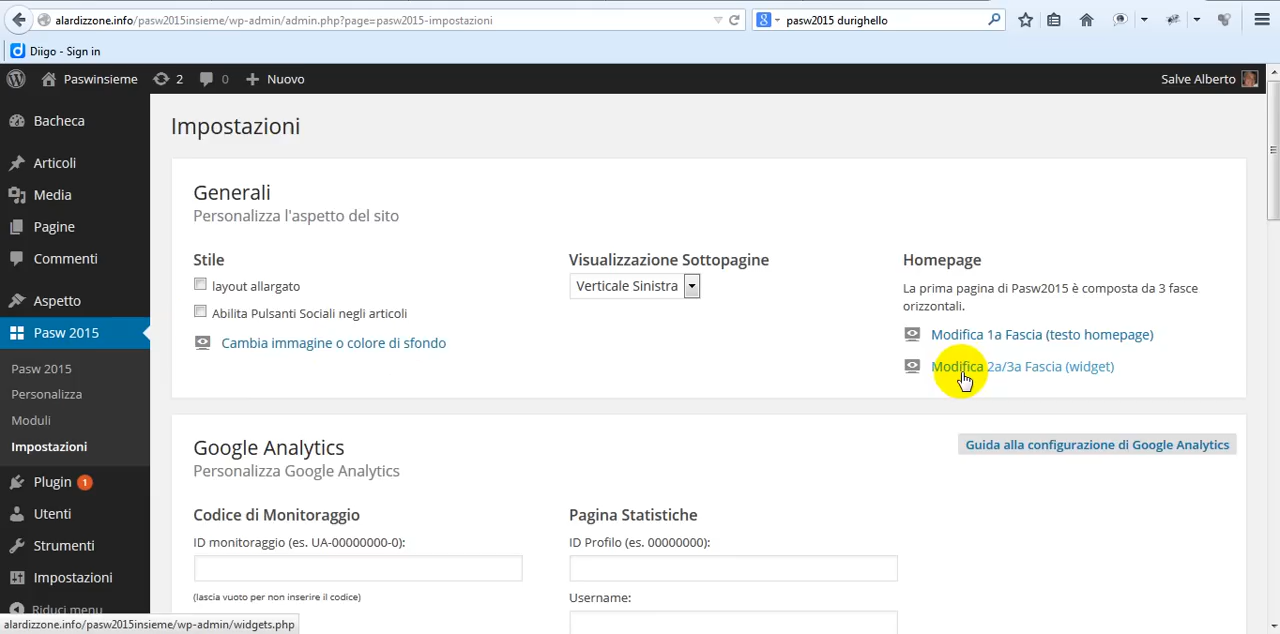 alardizzone.info/pasw2015insieme/wp-admin/admin.php?page=pasw2015-impostazioni
pasw2015 durighello
Diigo - Sign in
Paswinsieme 2 0 Nuovo Salve Alberto
Bacheca
Articoli
Media
Pagine
Commenti
Aspetto
Pasw 2015
Pasw 2015
Personalizza
Moduli
Impostazioni
Plugin 1
Utenti
Strumenti
Impostazioni
Riduci menu
Impostazioni
Generali
Personalizza l'aspetto del sito
Stile
layout allargato
Abilita Pulsanti Sociali negli articoli
Cambia immagine o colore di sfondo
Visualizzazione Sottopagine
Verticale Sinistra
Homepage
La prima pagina di Pasw2015 è composta da 3 fasce
orizzontali.
Modifica 1a Fascia (testo homepage)
Modifica 2a/3a Fascia (widget)
Google Analytics
Personalizza Google Analytics
Guida alla configurazione di Google Analytics
Codice di Monitoraggio
ID monitoraggio (es. UA-00000000-0):
(lascia vuoto per non inserire il codice)
Pagina Statistiche
ID Profilo (es. 00000000):
Username:
alardizzone.info/pasw2015insieme/wp-admin/widgets.php